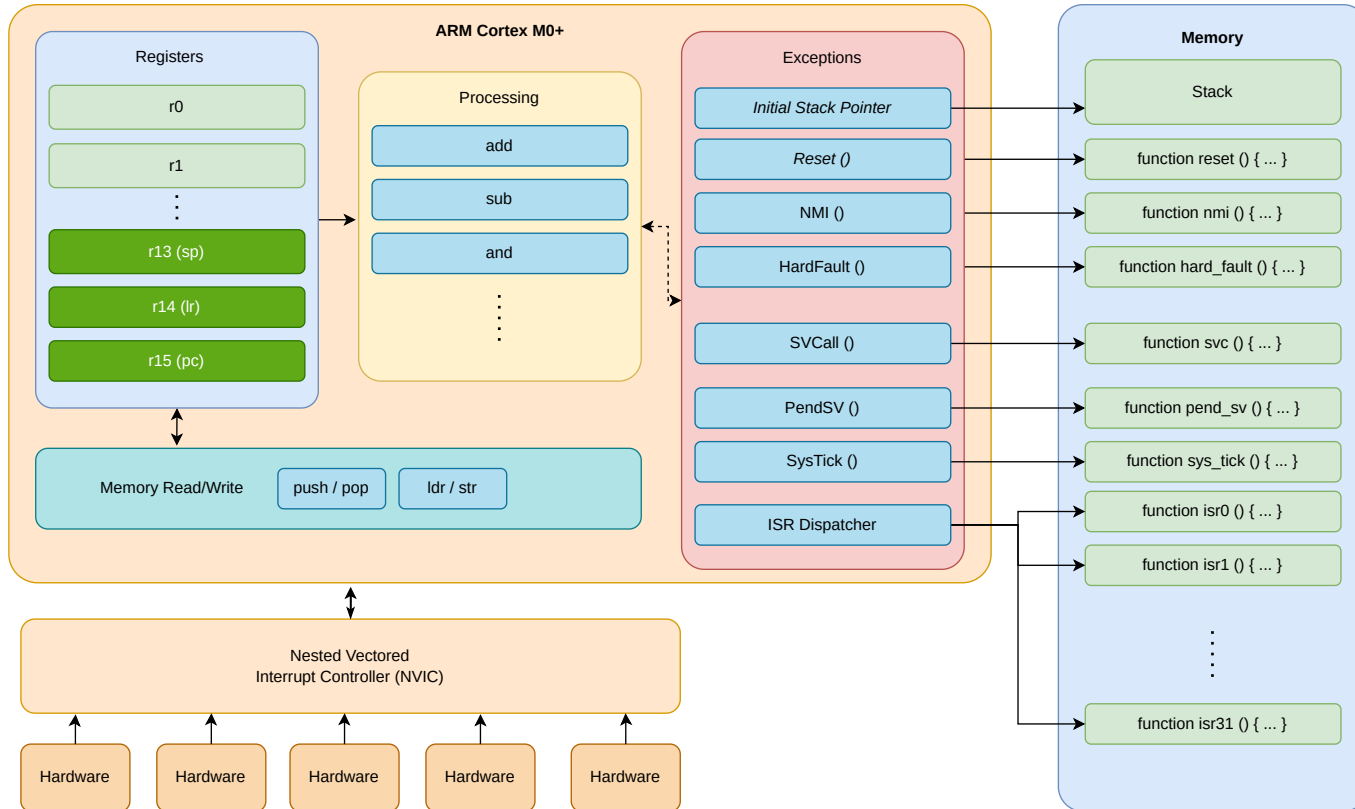 ARM Cortex M0+
Registers
r0
r1
r13 (sp)
r14 (lr)
r15 (pc)
Processing
add
sub
and
Memory Read/Write
push / pop
ldr / str
Exceptions
Initial Stack Pointer
Reset ()
NMI ()
HardFault ()
SVCall ()
PendSV ()
SysTick ()
ISR Dispatcher
Memory
Stack
function reset () { ... }
function nmi () { ... }
function hard_fault () { ... }
function svc () { ... }
function pend_sv () { ... }
function sys_tick () { ... }
function isr0 () { ... }
function isr1 () { ... }
function isr31 () { ... }
Nested Vectored
Interrupt Controller (NVIC)
Hardware
Hardware
Hardware
Hardware
Hardware